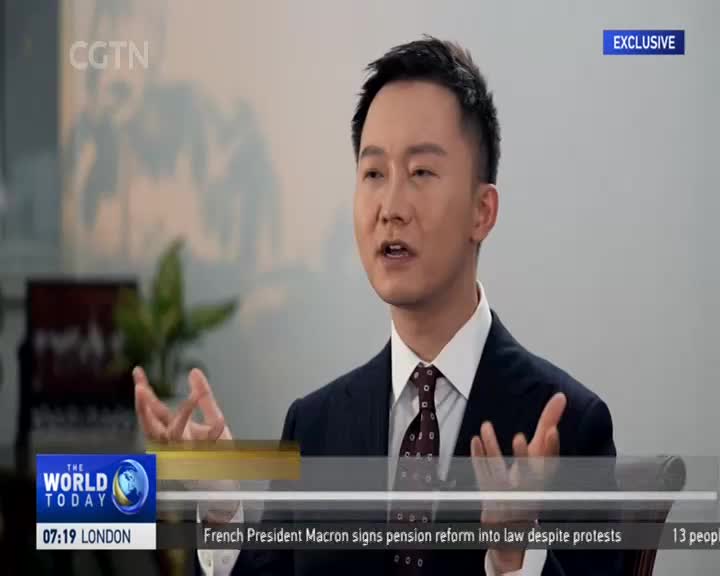 CGTN
EXCLUSIVE
THE
WORLD
TODAY
07:19 LONDON
French President Macron signs pension reform into law despite protests
13 peopl